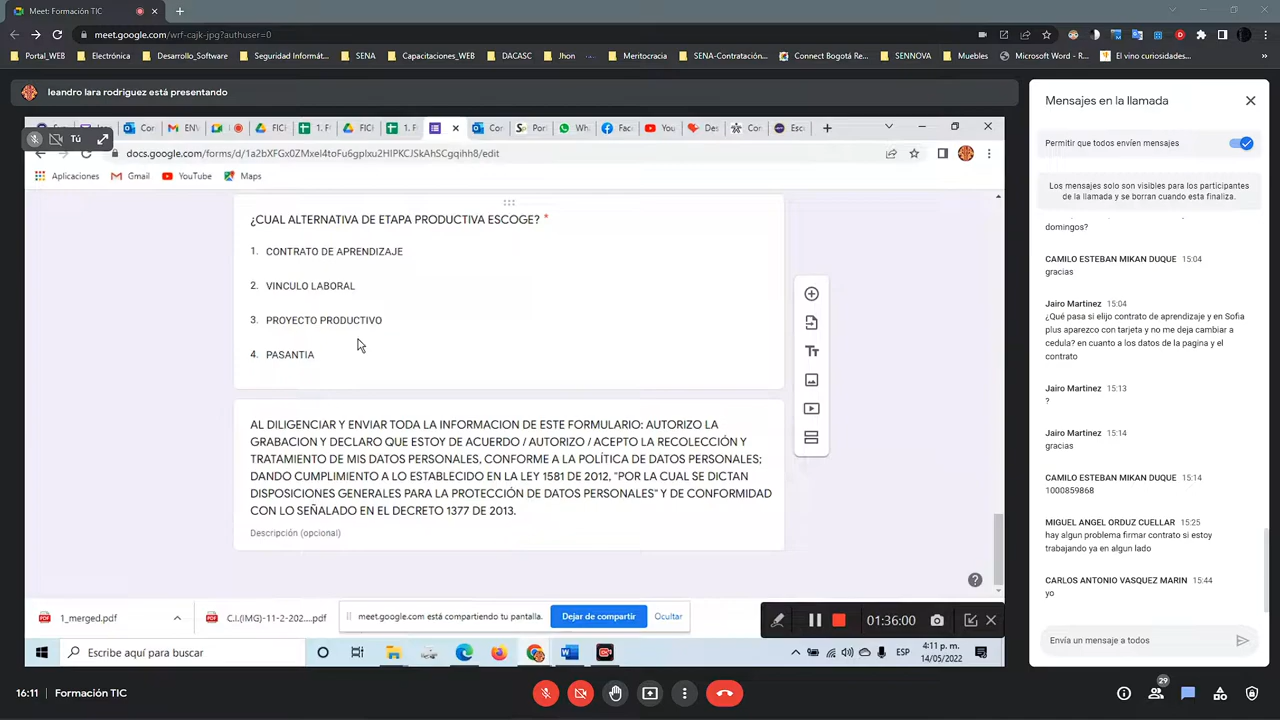 Meet: Formación TIC
meet.google.com/wrf-cajk-jpg?authuser=0
Portal_WEB
Electrónica
Desarrollo_Software
Seguridad Informát...
SENA
Capacitaciones_WEB
DACASC
Jhon
Meritocracia
SENA-Contratación...
Connect Bogotá Re...
SENNOVA
Muebles
Microsoft Word - R...
El vino curiosidades...
leandro lara rodriguez está presentando
Tú
docs.google.com/forms/d/1a2bXFGx0ZMxel4toFu6gplxu2HIPKCJSkAhSCgqihh8/edit
Aplicaciones
Gmail
YouTube
Maps
¿CUAL ALTERNATIVA DE ETAPA PRODUCTIVA ESCOGE? *
1. CONTRATO DE APRENDIZAJE
2. VINCULO LABORAL
3. PROYECTO PRODUCTIVO
4. PASANTIA
AL DILIGENCIAR Y ENVIAR TODA LA INFORMACION DE ESTE FORMULARIO: AUTORIZO LA
GRABACION Y DECLARO QUE ESTOY DE ACUERDO / AUTORIZO / ACEPTO LA RECOLECCIÓN Y
TRATAMIENTO DE MIS DATOS PERSONALES, CONFORME A LA POLÍTICA DE DATOS PERSONALES;
DANDO CUMPLIMIENTO A LO ESTABLECIDO EN LA LEY 1581 DE 2012, "POR LA CUAL SE DICTAN
DISPOSICIONES GENERALES PARA LA PROTECCIÓN DE DATOS PERSONALES" Y DE CONFORMIDAD
CON LO SEÑALADO EN EL DECRETO 1377 DE 2013.
Descripción (opcional)
1_merged.pdf
C.I.(IMG)-11-2-202....pdf
meet.google.com está compartiendo tu pantalla.
Dejar de compartir
Ocultar
01:36:00
Escribe aquí para buscar
ESP
4:11 p. m.
14/05/2022
Mensajes en la llamada
Permitir que todos envíen mensajes
Los mensajes solo son visibles para los participantes
de la llamada y se borran cuando esta finaliza.
domingos?
CAMILO ESTEBAN MIKAN DUQUE 15:04
gracias
Jairo Martinez 15:04
¿Qué pasa si elijo contrato de aprendizaje y en Sofia
plus aparezco con tarjeta y no me deja cambiar a
cedula? en cuanto a los datos de la pagina y el
contrato
Jairo Martinez 15:13
?
Jairo Martinez 15:14
gracias
CAMILO ESTEBAN MIKAN DUQUE 15:14
1000859868
MIGUEL ANGEL ORDUZ CUELLAR 15:25
hay algun problema firmar contrato si estoy
trabajando ya en algun lado
CARLOS ANTONIO VASQUEZ MARIN 15:44
yo
Envía un mensaje a todos
16:11
Formación TIC
29